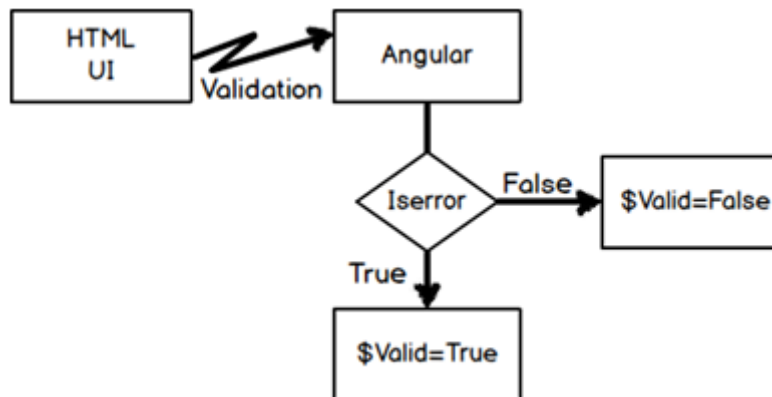 HTML
UI
Validation
Angular
Iserror
False
$Valid=False
True
$Valid=True